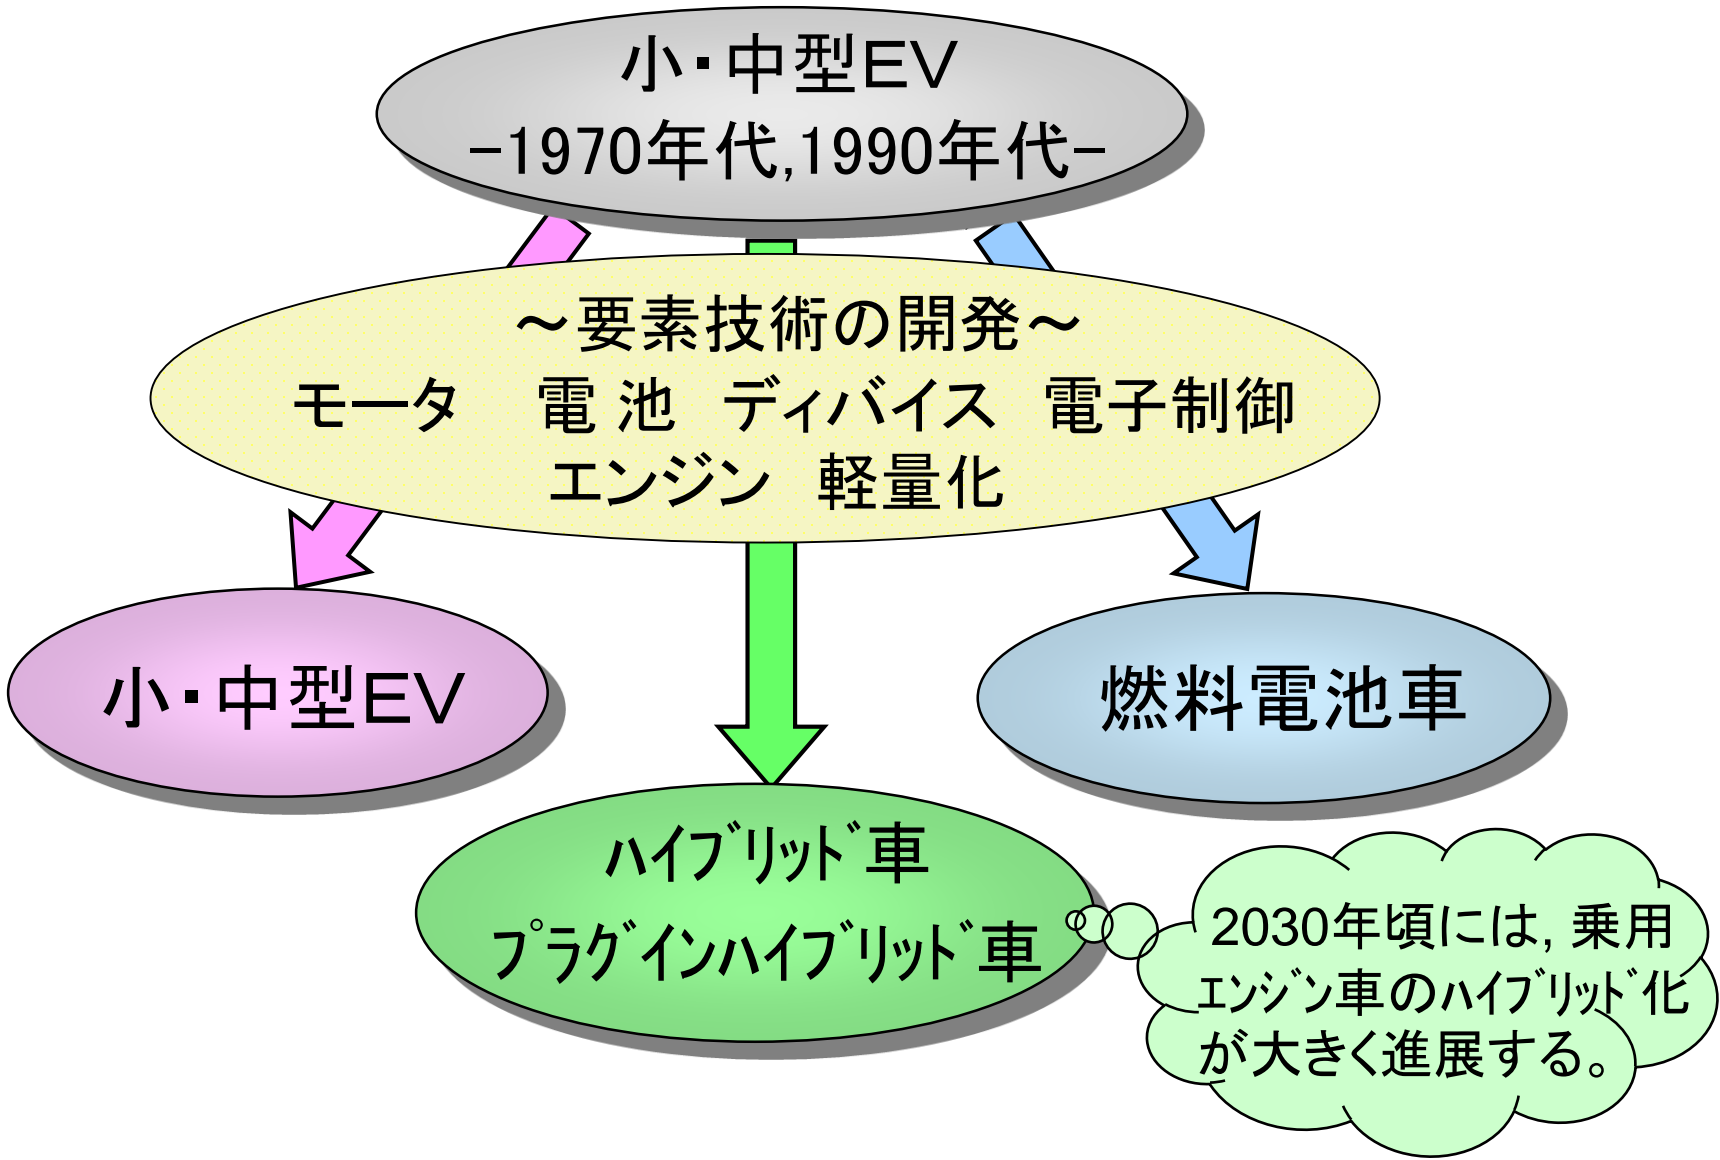 小・中型ＥＶ
−1970年代,1990年代−
～要素技術の開発～
モータ　電 池　ディバイス　電子制御
エンジン　軽量化
小・中型ＥＶ
燃料電池車
ﾊｲﾌﾞﾘｯﾄﾞ車
ﾌﾟﾗｸﾞｲﾝﾊｲﾌﾞﾘｯﾄﾞ車
2030年頃には, 乗用
ｴﾝｼﾞﾝ車のﾊｲﾌﾞﾘｯﾄﾞ化
が大きく進展する。